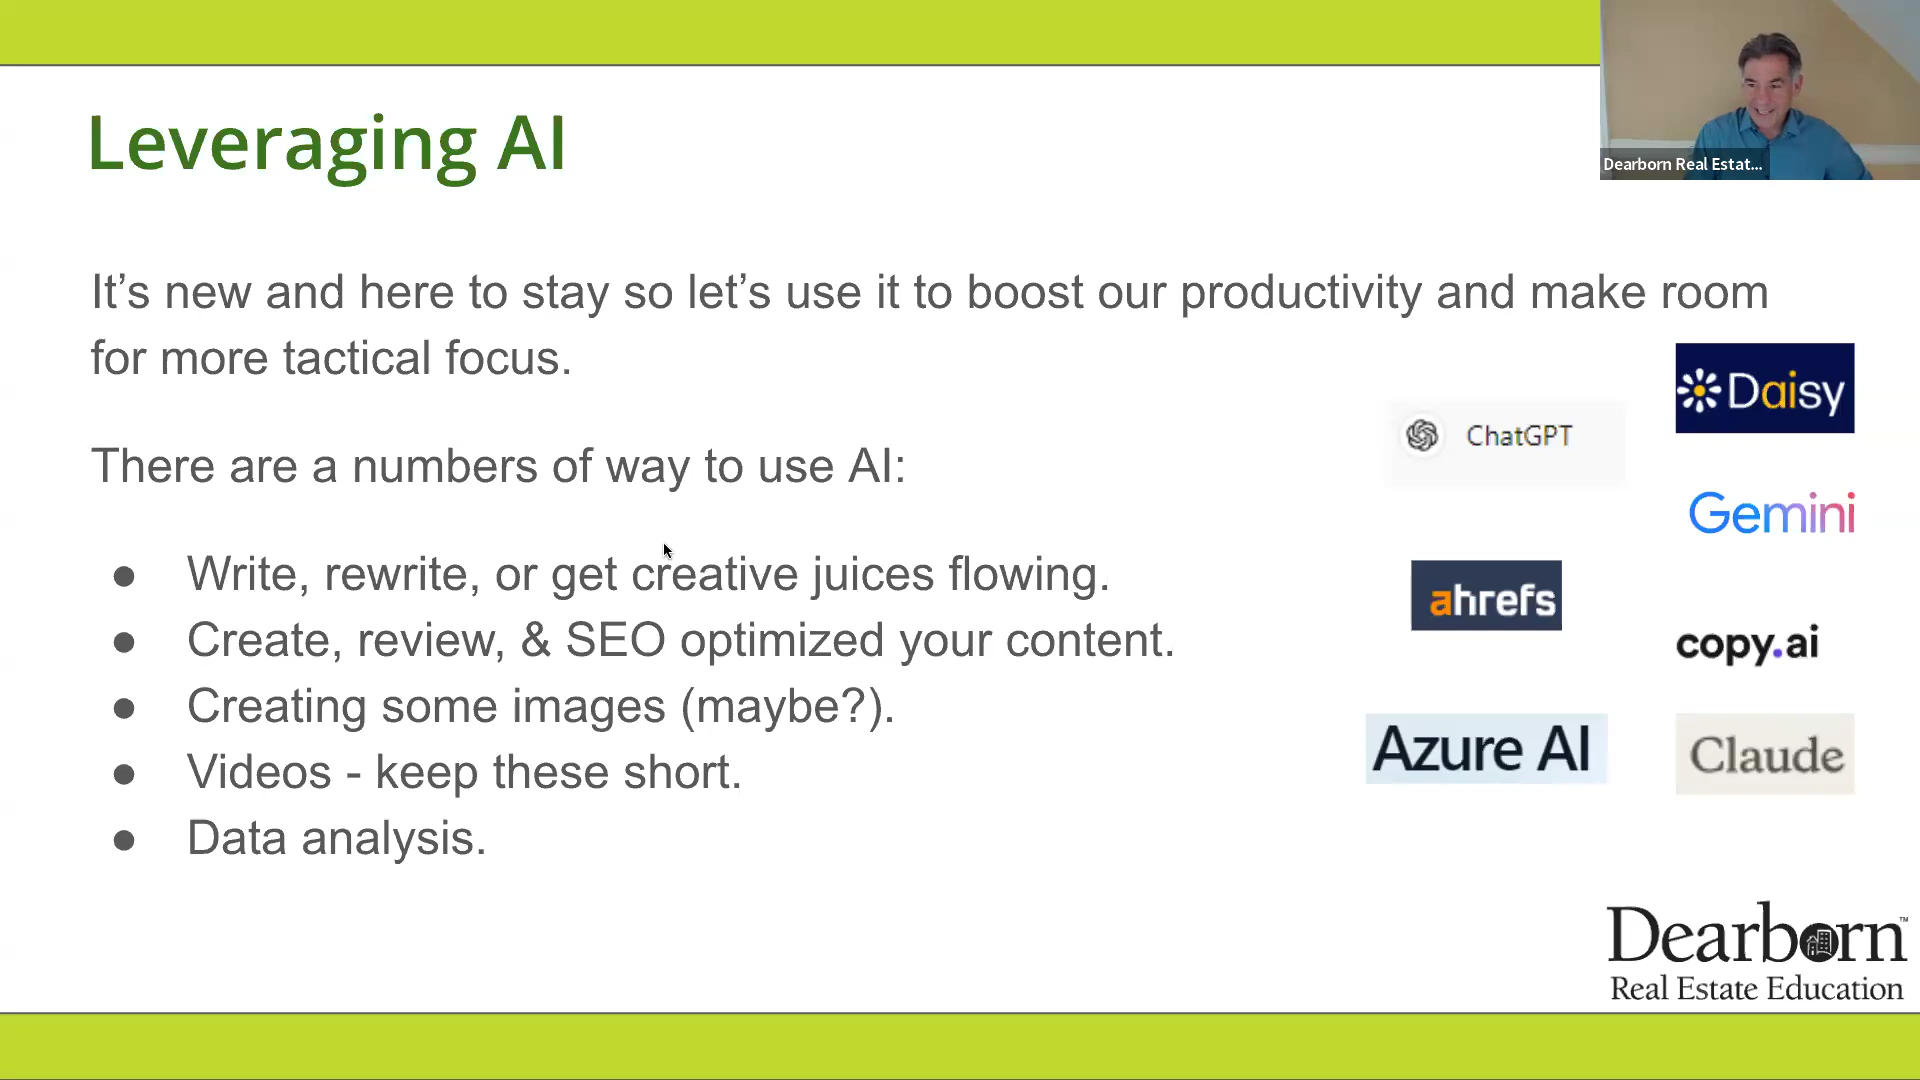 Dearborn Real Estat...
Leveraging AI
It’s new and here to stay so let’s use it to boost our productivity and make room
for more tactical focus.
There are a numbers of way to use AI:
● Write, rewrite, or get creative juices flowing.
● Create, review, & SEO optimized your content.
● Creating some images (maybe?).
● Videos - keep these short.
● Data analysis.
Daisy
ChatGPT
Gemini
ahrefs
copy.ai
Azure AI
Claude
Dearborn™
Real Estate Education